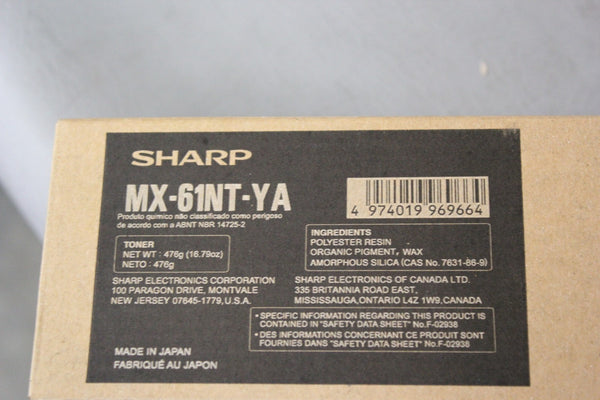 SHARP
MX-61NT-YA
Produto químico não classificado como perigoso
de acordo com a ABNT NBR 14725-2
4 974019 969664
TONER
NET WT : 476g (16.79oz)
NETO : 476g
INGREDIENTS
POLYESTER RESIN
ORGANIC PIGMENT, WAX
AMORPHOUS SILICA (CAS No. 7631-86-9)
SHARP ELECTRONICS CORPORATION
100 PARAGON DRIVE, MONTVALE
NEW JERSEY 07645-1779,U.S.A.
SHARP ELECTRONICS OF CANADA LTD.
335 BRITANNIA ROAD EAST,
MISSISSAUGA,ONTARIO L4Z 1W9,CANADA
• SPECIFIC INFORMATION REGARDING THIS PRODUCT IS
CONTAINED IN "SAFETY DATA SHEET" No.F-02938
• DES INFORMATIONS CONCERNANT CE PRODUIT SONT
FOURNIES DANS "SAFETY DATA SHEET" No.F-02938
MADE IN JAPAN
FABRIQUÉ AU JAPON